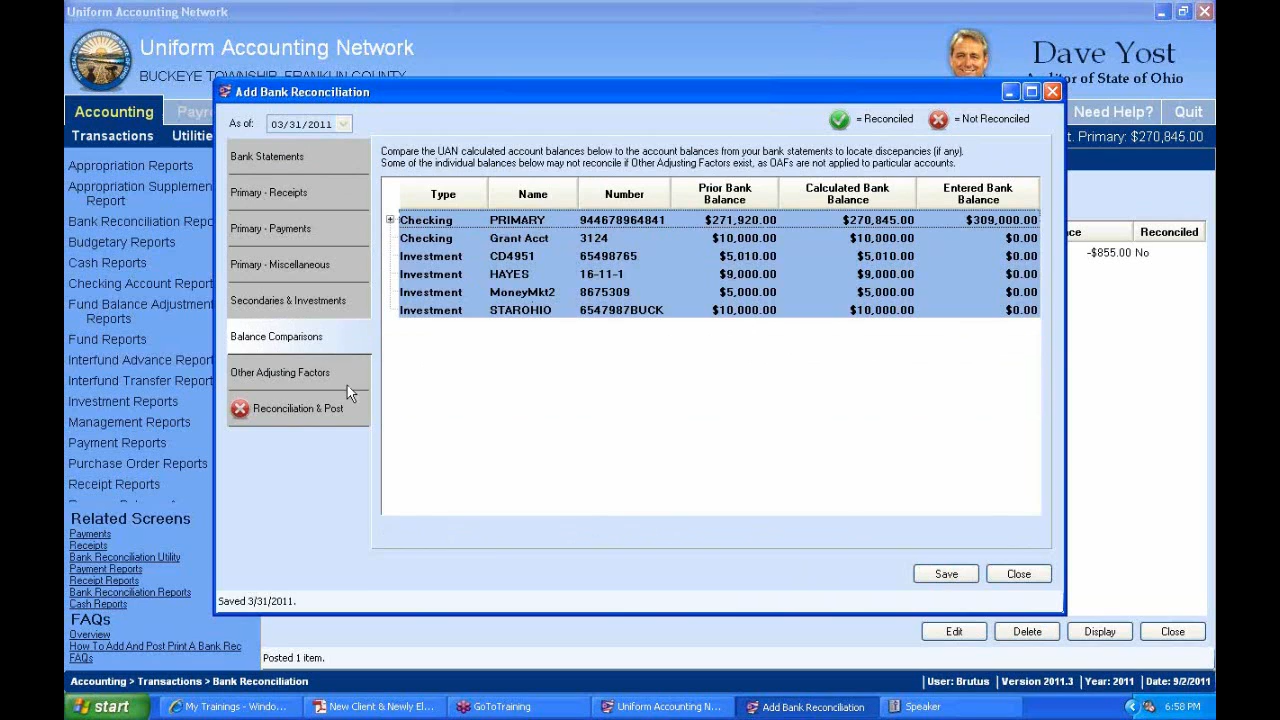 Uniform Accounting Network
Uniform Accounting Network
BUCKEYE TOWNSHIP, FRANKLIN COUNTY
Dave Yost
Auditor of State of Ohio
Accounting
Need Help?
Quit
Transactions
Primary: $270,845.00
Appropriation Reports
Appropriation Supplemen
Report
Bank Reconciliation Repo
Budgetary Reports
Cash Reports
Checking Account Report
Fund Balance Adjustment
Reports
Fund Reports
Interfund Advance Report
Interfund Transfer Report
Investment Reports
Management Reports
Payment Reports
Purchase Order Reports
Receipt Reports
Related Screens
Payments
Receipts
Bank Reconciliation Utility
Payment Reports
Receipt Reports
Bank Reconciliation Reports
Cash Reports
FAQs
Overview
How To Add And Post Print A Bank Rec
FAQs
Add Bank Reconciliation
As of: 03/31/2011
= Reconciled
= Not Reconciled
Bank Statements
Primary - Receipts
Primary - Payments
Primary - Miscellaneous
Secondaries & Investments
Balance Comparisons
Other Adjusting Factors
Reconciliation & Post
Compare the UAN calculated account balances below to the account balances from your bank statements to locate discrepancies (if any).
Some of the individual balances below may not reconcile if Other Adjusting Factors exist, as OAFs are not applied to particular accounts.
Type Name Number Prior Bank Balance Calculated Bank Balance Entered Bank Balance
Checking PRIMARY 944678964841 $271,920.00 $270,845.00 $309,000.00
Checking Grant Acct 3124 $10,000.00 $10,000.00 $0.00
Investment CD4951 65498765 $5,010.00 $5,010.00 $0.00
Investment HAYES 16-11-1 $9,000.00 $9,000.00 $0.00
Investment MoneyMkt2 8675309 $5,000.00 $5,000.00 $0.00
Investment STAROHIO 6547987BUCK $10,000.00 $10,000.00 $0.00
Save
Close
Saved 3/31/2011.
Reconciled
-$855.00 No
Edit
Delete
Display
Close
Posted 1 item.
Accounting > Transactions > Bank Reconciliation
User: Brutus
Version 2011.3
Year: 2011
Date: 9/2/2011
start
My Trainings - Windo...
New Client & Newly El...
GoToTraining
Uniform Accounting N...
Add Bank Reconciliation
Speaker
6:58 PM